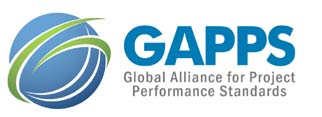 GAPPS
Global Alliance for Project
Performance Standards